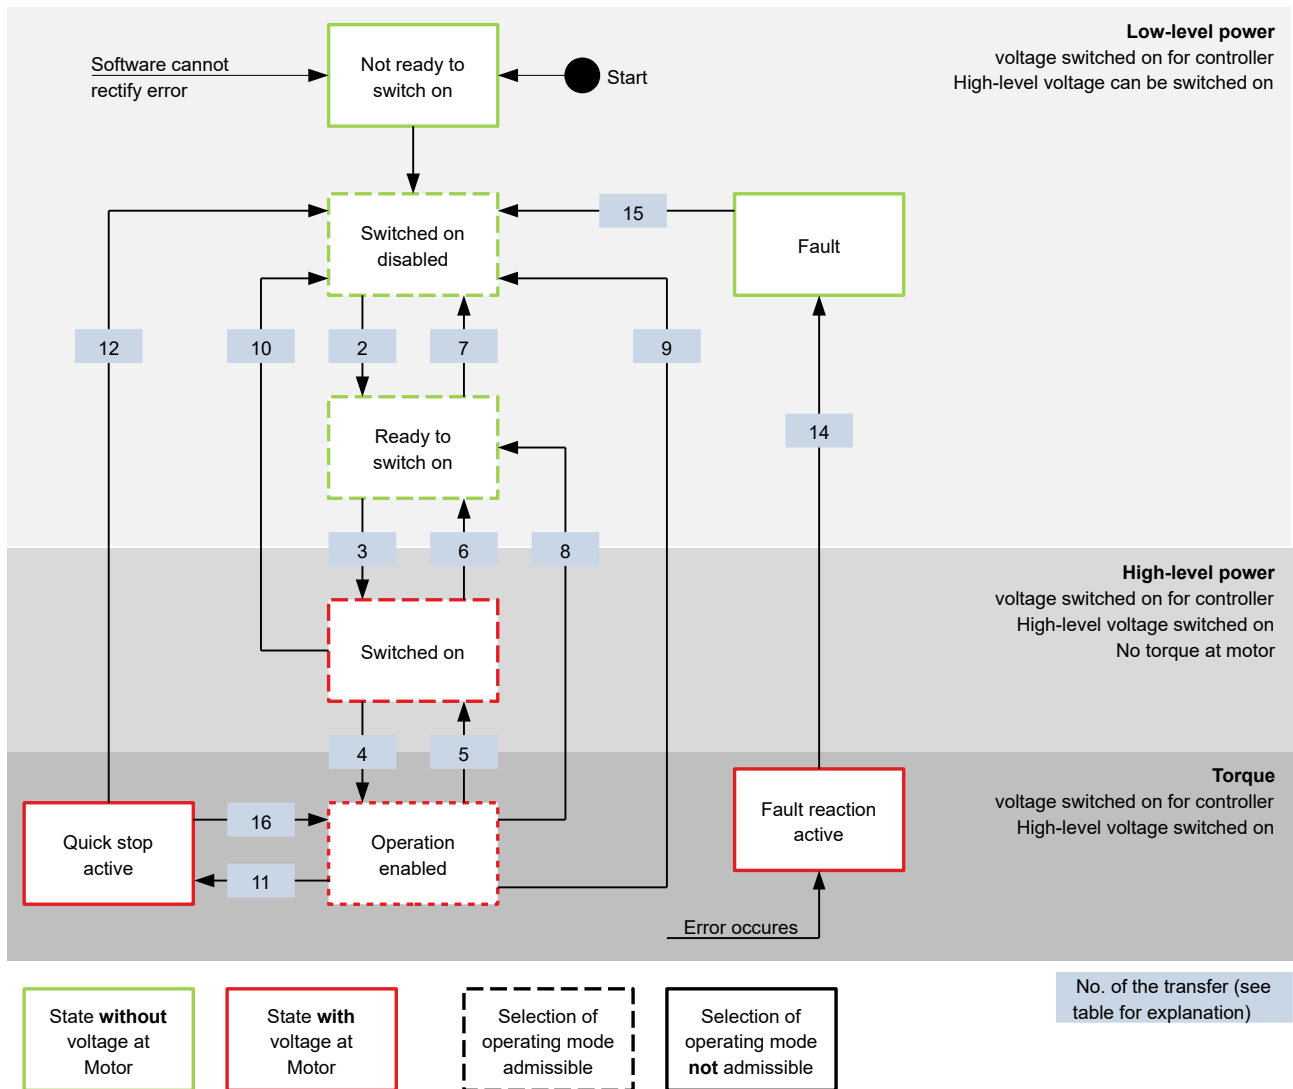 Low-level power
voltage switched on for controller
High-level voltage can be switched on
Software cannot
rectify error
Not ready to
switch on
Start
Switched on
disabled
15
Fault
12
10
2
7
9
14
Ready to
switch on
3
6
8
High-level power
voltage switched on for controller
High-level voltage switched on
No torque at motor
Switched on
4
5
Torque
voltage switched on for controller
High-level voltage switched on
Quick stop
active
16
11
Operation
enabled
Fault reaction
active
Error occures
State without
voltage at
Motor
State with
voltage at
Motor
Selection of
operating mode
admissible
Selection of
operating mode
not admissible
No. of the transfer (see
table for explanation)